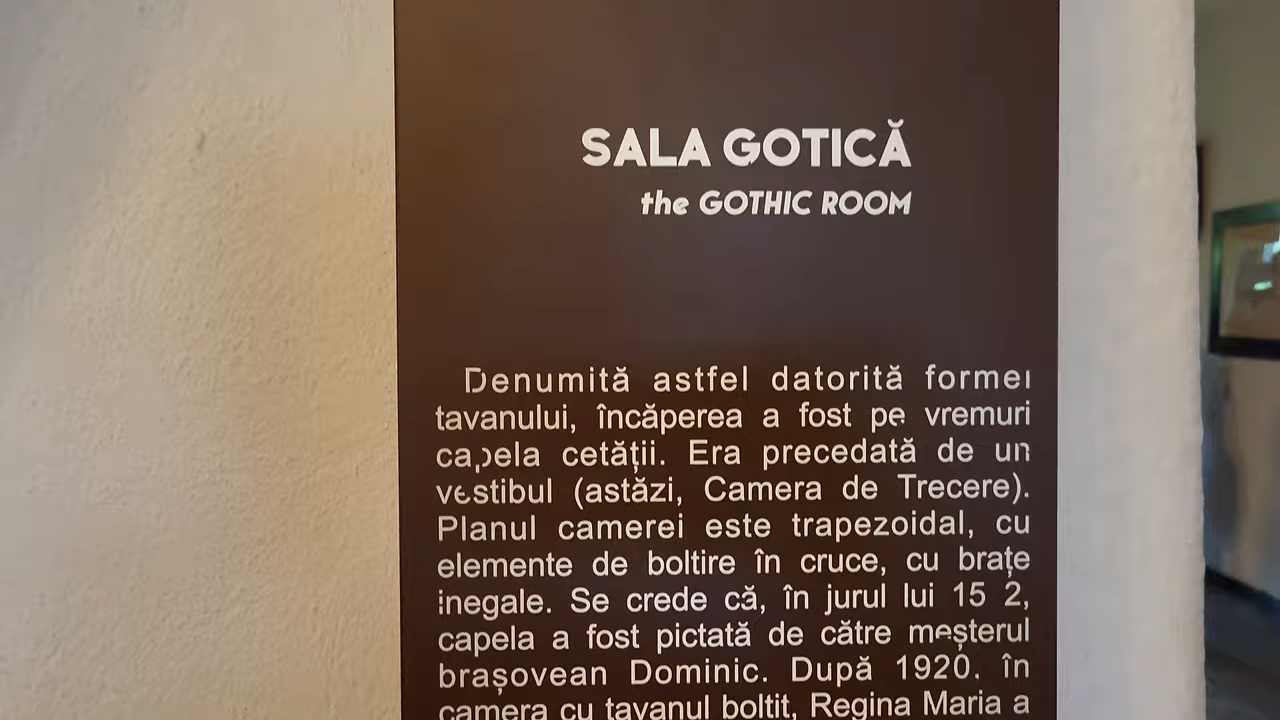 SALA GOTICĂ
the GOTHIC ROOM
Denumită astfel datorită formei
tavanului, încăperea a fost pe vremuri
capela cetății. Era precedată de un
vestibul (astăzi, Camera de Trecere).
Planul camerei este trapezoidal, cu
elemente de boltire în cruce, cu brațe
inegale. Se crede că, în jurul lui 15 2,
capela a fost pictată de către meșterul
brașovean Dominic. După 1920, în
camera cu tavanul boltit, Regina Maria a